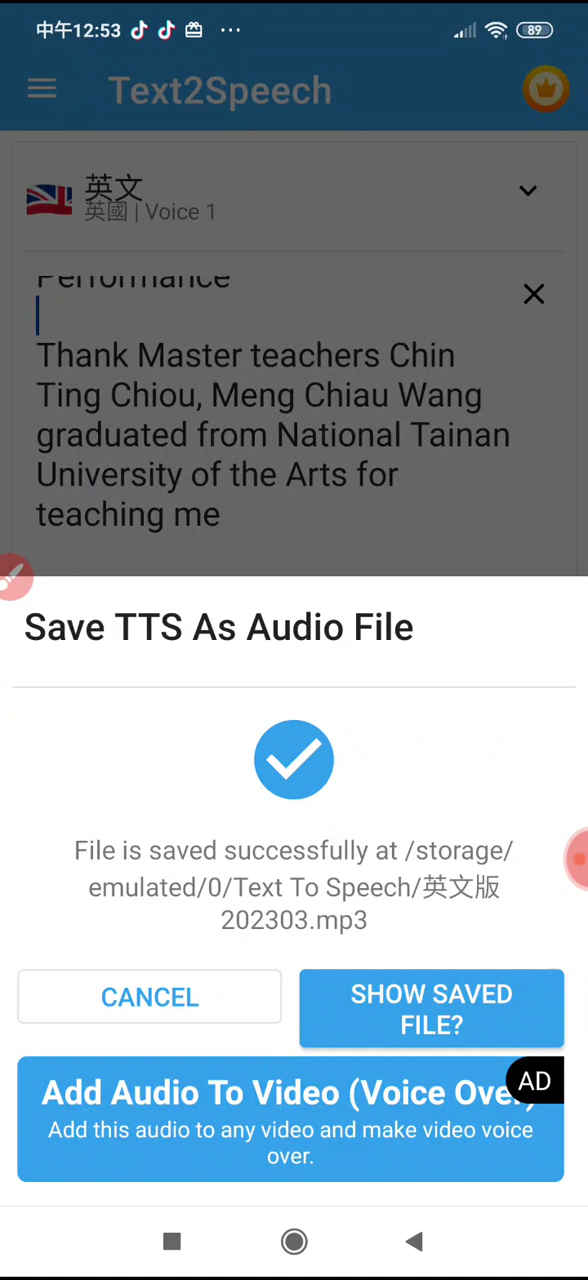 中午12:53
89
Text2Speech
英文
英國 | Voice 1
Performance
Thank Master teachers Chin
Ting Chiou, Meng Chiau Wang
graduated from National Tainan
University of the Arts for
teaching me
Save TTS As Audio File
File is saved successfully at /storage/
emulated/0/Text To Speech/英文版
202303.mp3
CANCEL
SHOW SAVED
FILE?
AD
Add Audio To Video (Voice Over)
Add this audio to any video and make video voice
over.